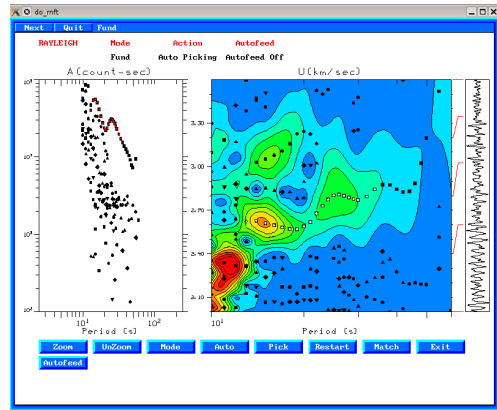 do_mft
Next Quit Fund
RAYLEIGH Mode Action Autofeed
Fund Auto Picking Autofeed Off
A(count-sec) U(km/sec)
3.30
3.00
2.70
2.40
2.10
10¹ 10² 10¹
Period (s) Period (s)
Zoom UnZoom Mode Auto Pick Restart Match Exit
Autofeed